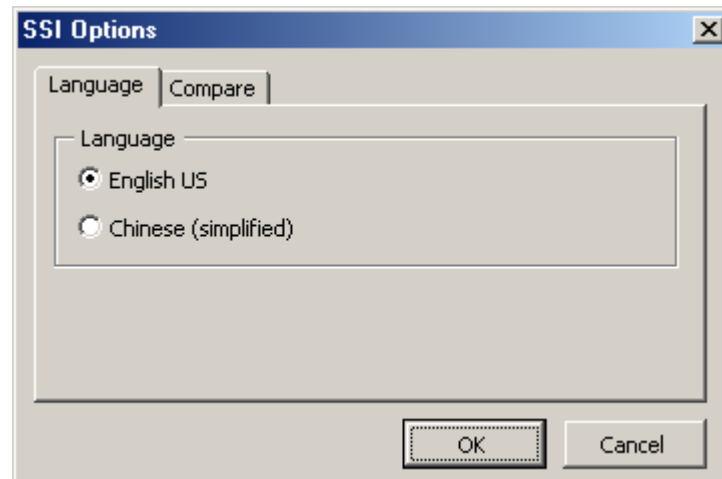 SSI Options
Language Compare
Language
English US
Chinese (simplified)
OK Cancel